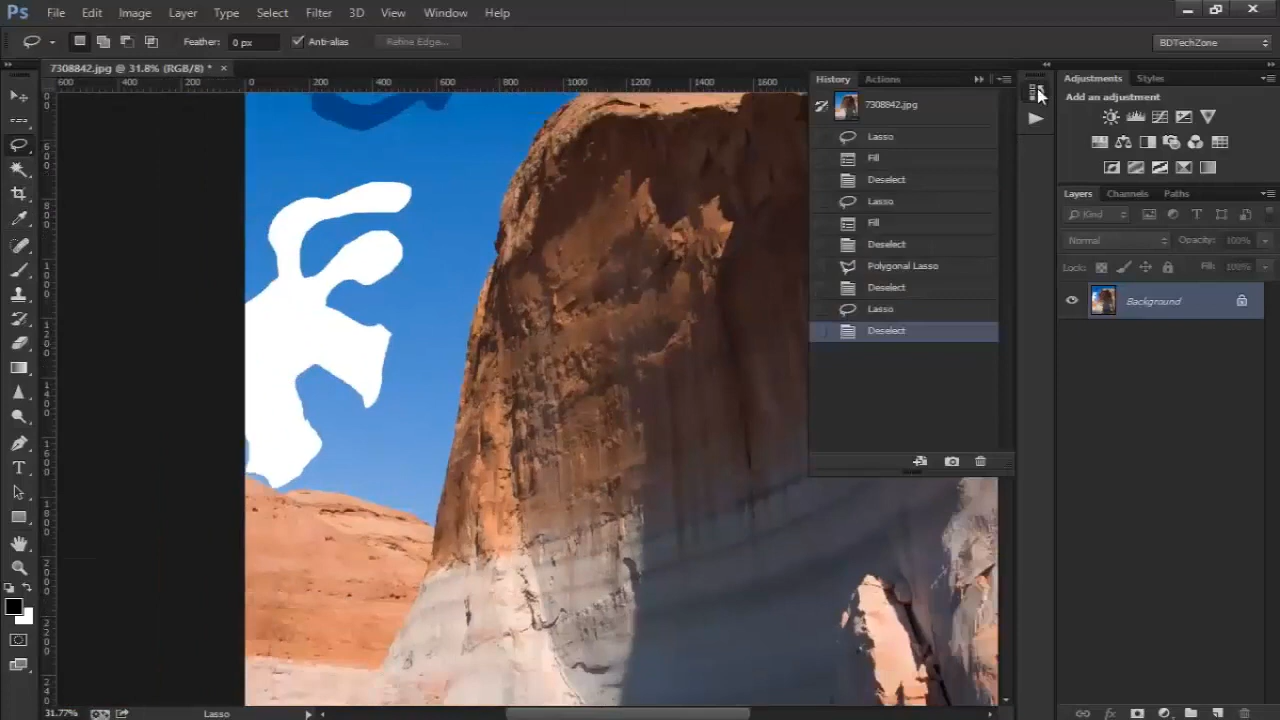 Ps File Edit Image Layer Type Select Filter 3D View Window Help
Feather: 0 px Anti-alias Refine Edge... BDTechZone
7308842.jpg @ 31.8% (RGB/8) * ×
600 400 200 0 200 400 600 800 1000 1200 1400 1600
History Actions
7308842.jpg
Lasso
Fill
Deselect
Lasso
Fill
Deselect
Polygonal Lasso
Deselect
Lasso
Deselect
Adjustments Styles
Add an adjustment
Layers Channels Paths
Kind
Normal Opacity: 100%
Lock: Fill: 100%
Background
31.77% Lasso